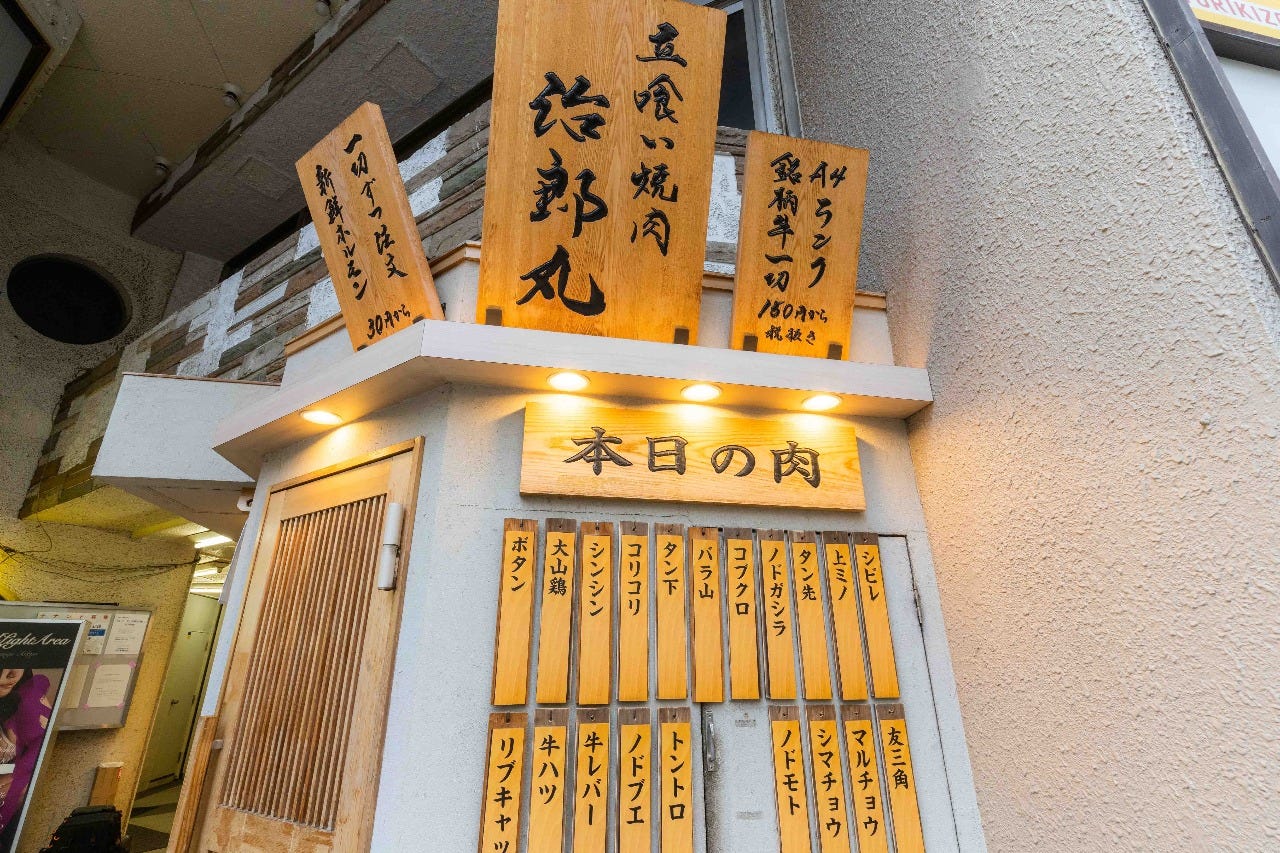 立喰い焼肉
治郎丸
A4ランク
銘柄牛一切
150円から
税抜き
一切ずつ注文
新鮮ホルモン
30円から
本日の肉
シビレ
上ミノ
タン先
ノドガシラ
コブクロ
バラ山
タン下
コリコリ
シンシン
大山鶏
ボタン
友三角
マルチョウ
シマチョウ
ノドモト
トントロ
ノドブエ
牛レバー
牛ハツ
リブキャッ
LightArea